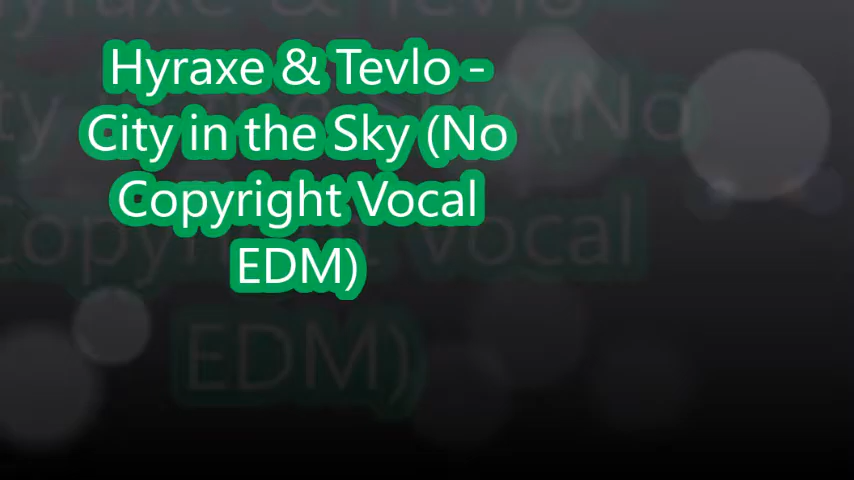 Hyraxe & Tevlo -
City in the Sky (No
Copyright Vocal
EDM)